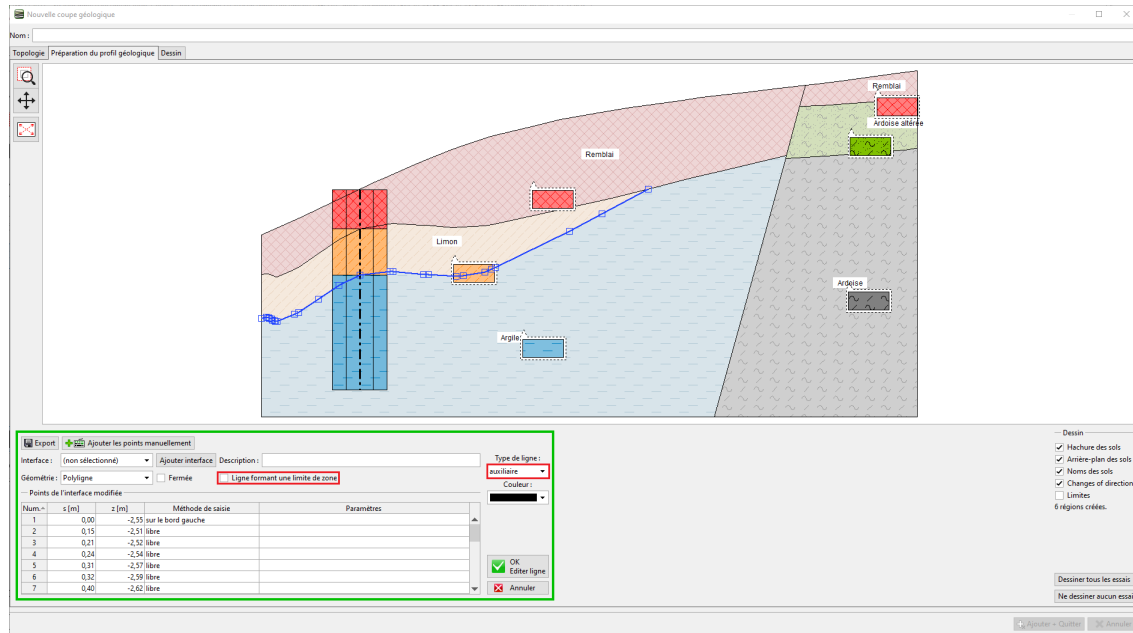 Nouvelle coupe géologique
Nom :
Topologie Préparation du profil géologique Dessin
Remblai
Ardoise altérée
Remblai
Limon
Ardoise
Argile
Export Ajouter les points manuellement
Interface : (non sélectionné) Ajouter interface Description :
Géométrie : Polyligne Fermée Ligne formant une limite de zone
Points de l'interface modifiée
Num. s [m] z [m] Méthode de saisie Paramètres
1 0,00 -2,55 sur le bord gauche
2 0,15 -2,51 libre
3 0,21 -2,52 libre
4 0,24 -2,54 libre
5 0,31 -2,57 libre
6 0,32 -2,59 libre
7 0,40 -2,62 libre
Type de ligne :
auxiliaire
Couleur :
OK
Editer ligne
Annuler
Dessin
Hachure des sols
Arrière-plan des sols
Noms des sols
Changes of direction
Limites
6 régions créées.
Dessiner tous les essais
Ne dessiner aucun essai
Ajouter + Quitter Annuler